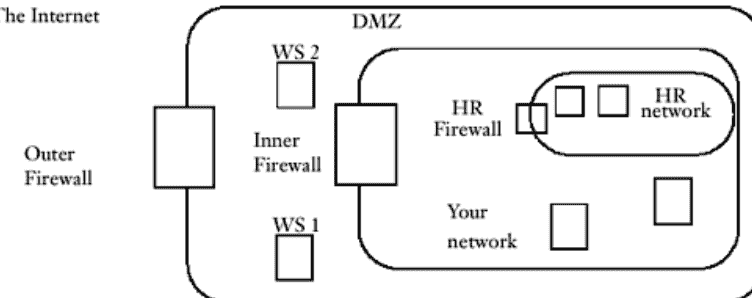 The Internet
DMZ
WS 2
HR
Firewall
HR
network
Outer
Firewall
Inner
Firewall
WS 1
Your
network